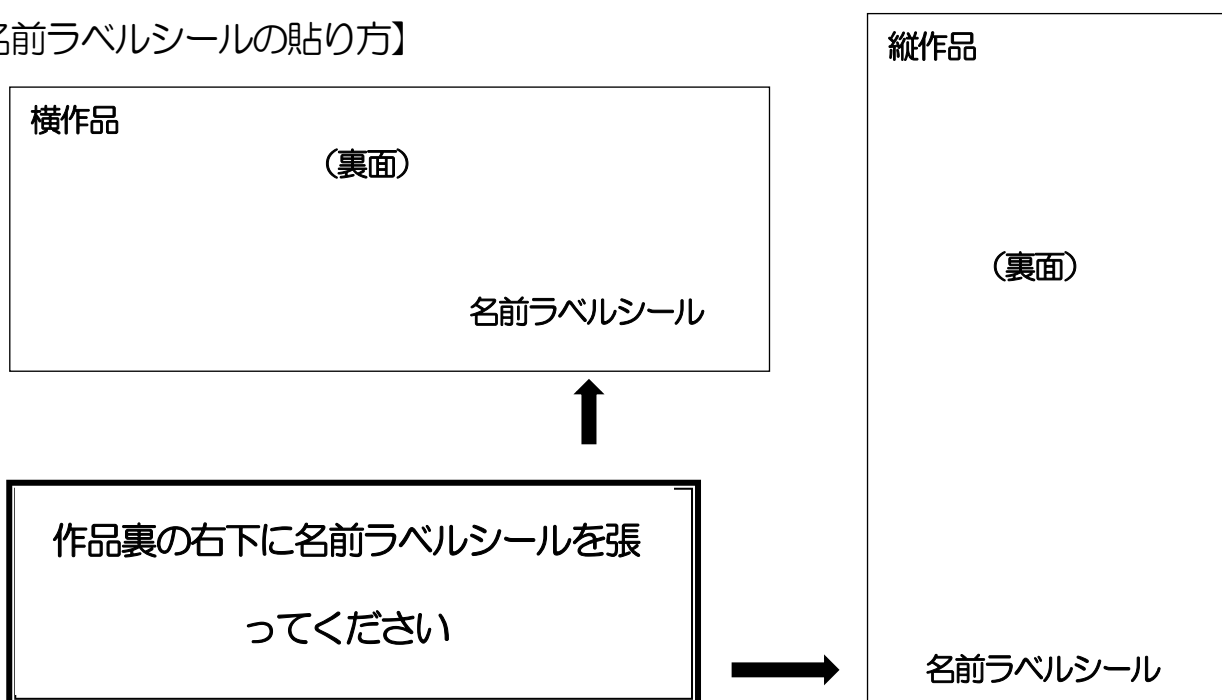 名前ラベルシールの貼り方】
横作品
（裏面）
名前ラベルシール
作品裏の右下に名前ラベルシールを張
ってください
縦作品
（裏面）
名前ラベルシール